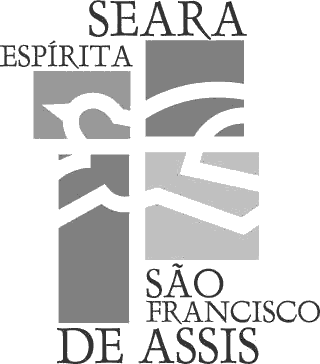 SEARA
ESPÍRITA
SÃO
FRANCISCO
DE ASSIS